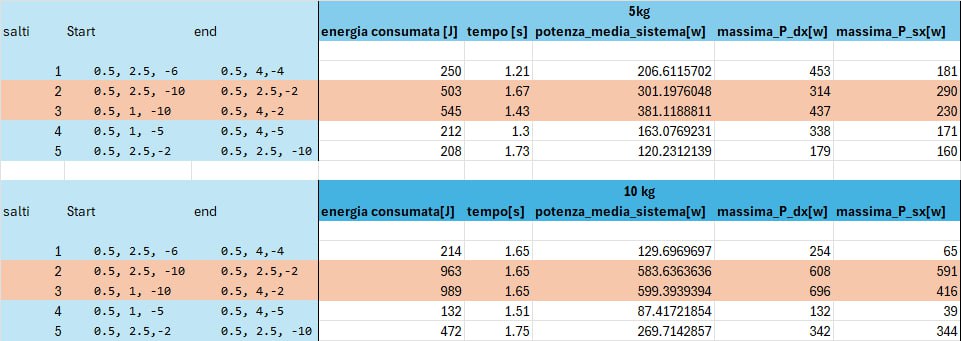 5kg
salti Start end energia consumata [J] tempo [s] potenza_media_sistema[w] massima_P_dx[w] massima_P_sx[w]
1 0.5, 2.5, -6 0.5, 4,-4 250 1.21 206.6115702 453 181
2 0.5, 2.5, -10 0.5, 2.5,-2 503 1.67 301.1976048 314 290
3 0.5, 1, -10 0.5, 4,-2 545 1.43 381.1188811 437 230
4 0.5, 1, -5 0.5, 4,-5 212 1.3 163.0769231 338 171
5 0.5, 2.5,-2 0.5, 2.5, -10 208 1.73 120.2312139 179 160
10 kg
salti Start end energia consumata[J] tempo[s] potenza_media_sistema[w] massima_P_dx[w] massima_P_sx[w]
1 0.5, 2.5, -6 0.5, 4,-4 214 1.65 129.6969697 254 65
2 0.5, 2.5, -10 0.5, 2.5,-2 963 1.65 583.6363636 608 591
3 0.5, 1, -10 0.5, 4,-2 989 1.65 599.3939394 696 416
4 0.5, 1, -5 0.5, 4,-5 132 1.51 87.41721854 132 39
5 0.5, 2.5,-2 0.5, 2.5, -10 472 1.75 269.7142857 342 344